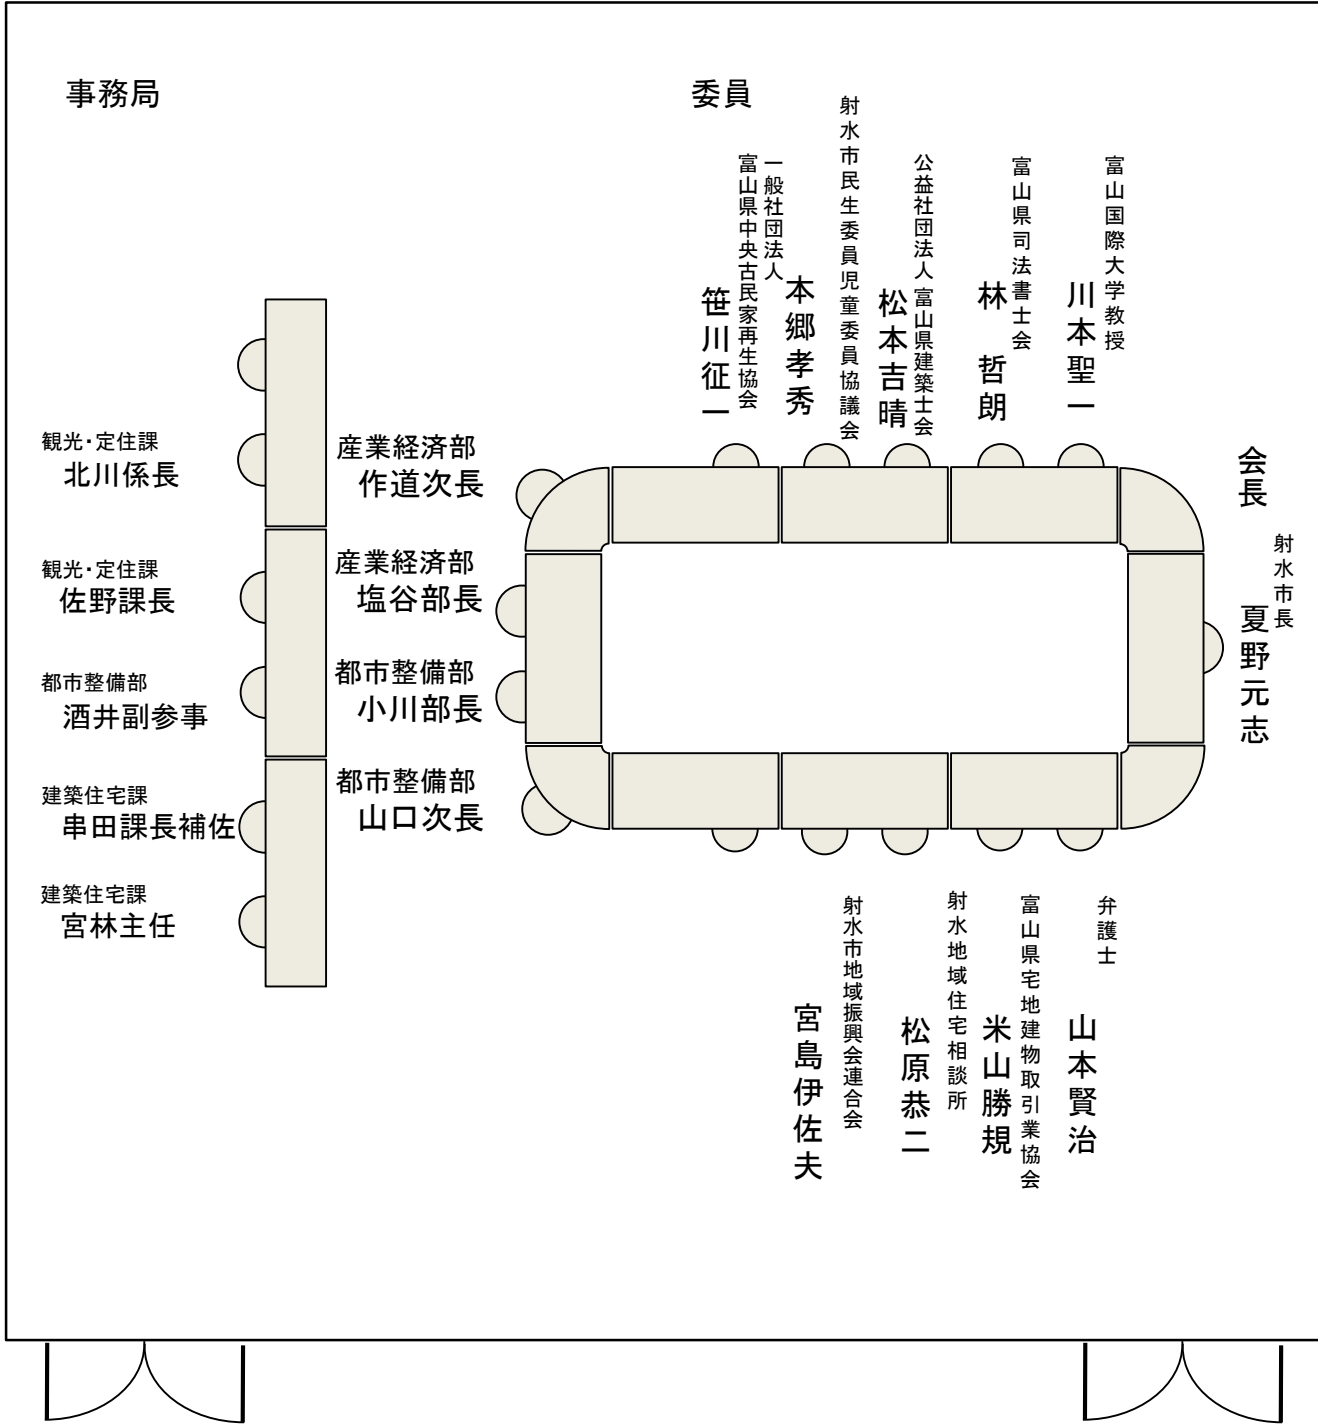 事務局
委員
富山国際大学教授
川本聖一
富山県司法書士会
林 哲朗
公益社団法人 富山県建築士会
松本吉晴
射水市民生委員児童委員協議会
本郷孝秀
一般社団法人
富山県中央古民家再生協会
笹川征一
会長
射水市長
夏野元志
観光・定住課
北川係長
観光・定住課
佐野課長
都市整備部
酒井副参事
建築住宅課
串田課長補佐
建築住宅課
宮林主任
産業経済部
作道次長
産業経済部
塩谷部長
都市整備部
小川部長
都市整備部
山口次長
弁護士
山本賢治
富山県宅地建物取引業協会
米山勝規
射水地域住宅相談所
松原恭二
射水市地域振興会連合会
宮島伊佐夫